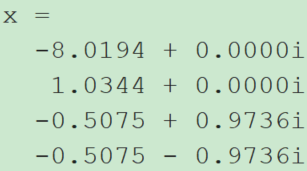 x =
-8.0194 + 0.0000i
1.0344 + 0.0000i
-0.5075 + 0.9736i
-0.5075 - 0.9736i